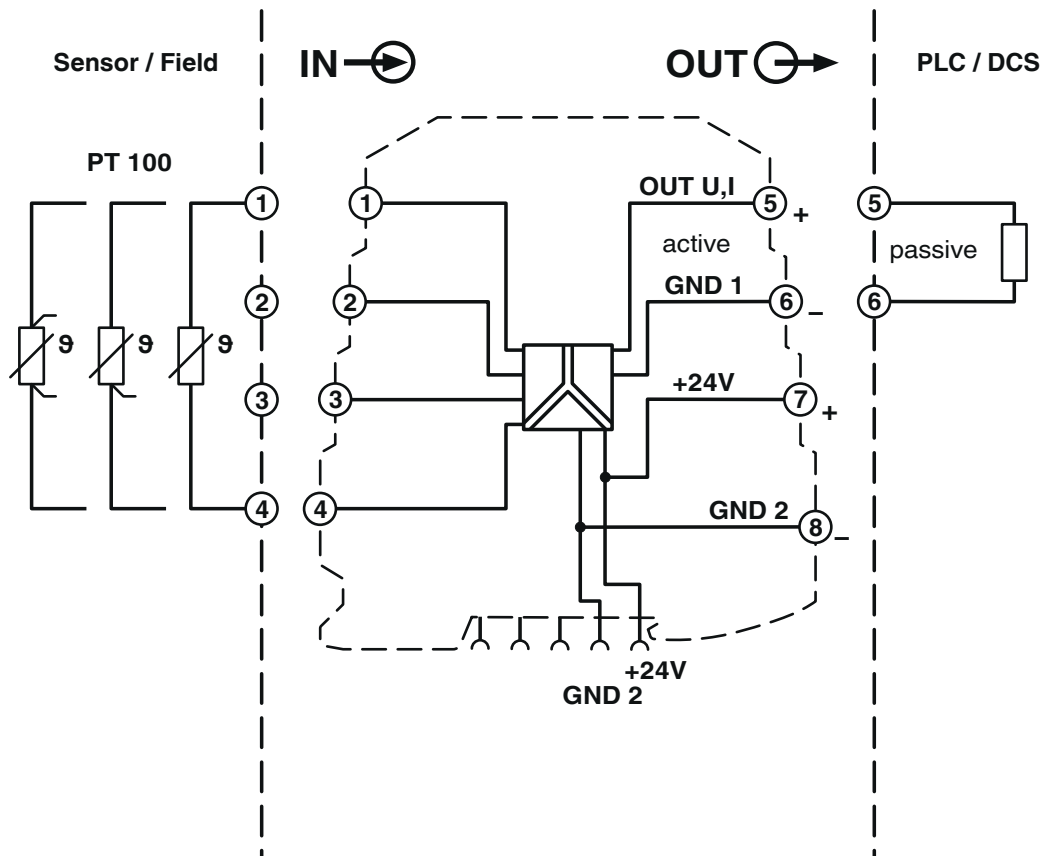 Sensor / Field
IN
OUT
PLC / DCS
PT 100
1
1
OUT U,I
5
+
5
active
passive
2
2
GND 1
6
–
6
ϑ
ϑ
ϑ
3
3
+24V
7
+
4
4
GND 2
8
–
+24V
GND 2